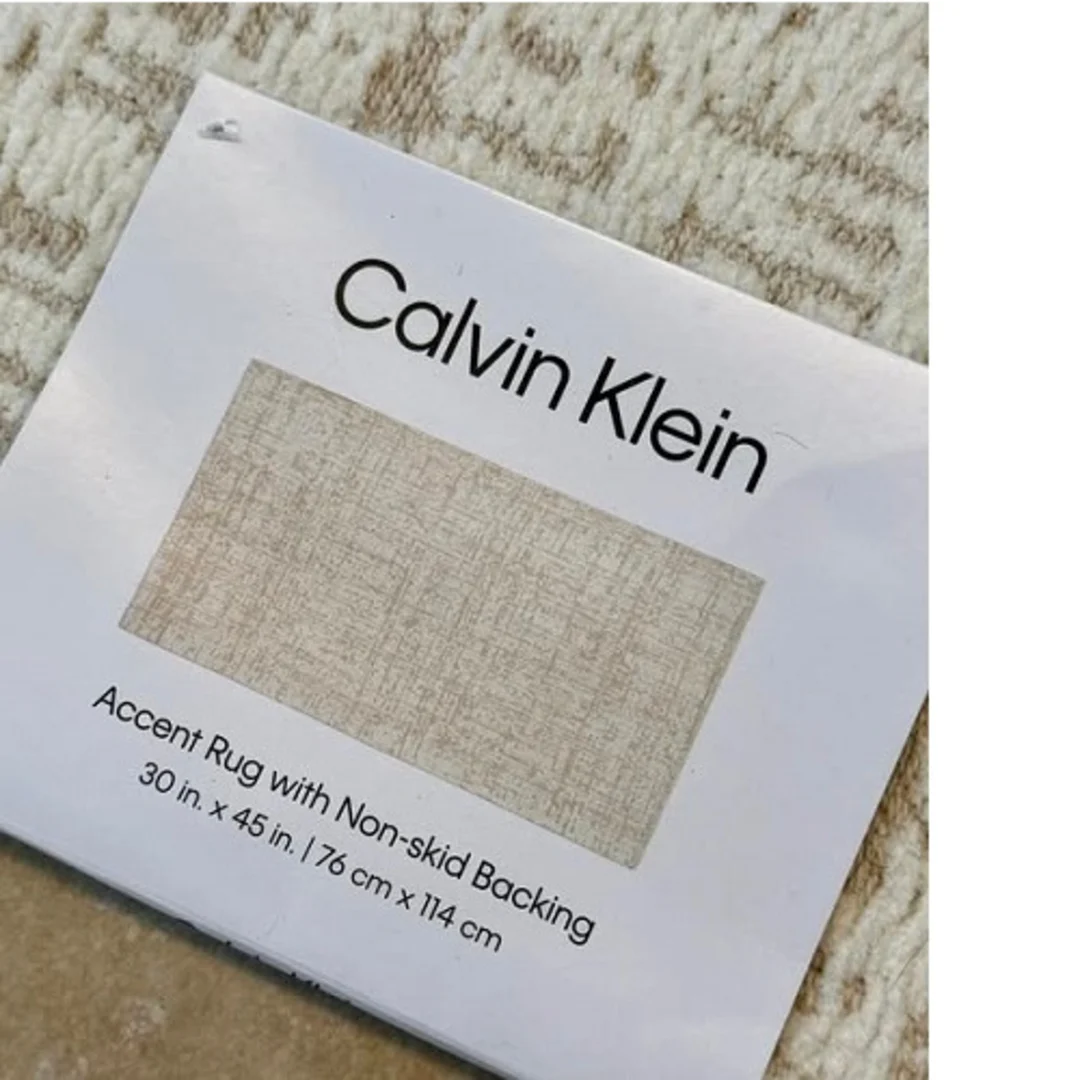 Calvin Klein
Accent Rug with Non-skid Backing
30 in. x 45 in. | 76 cm x 114 cm